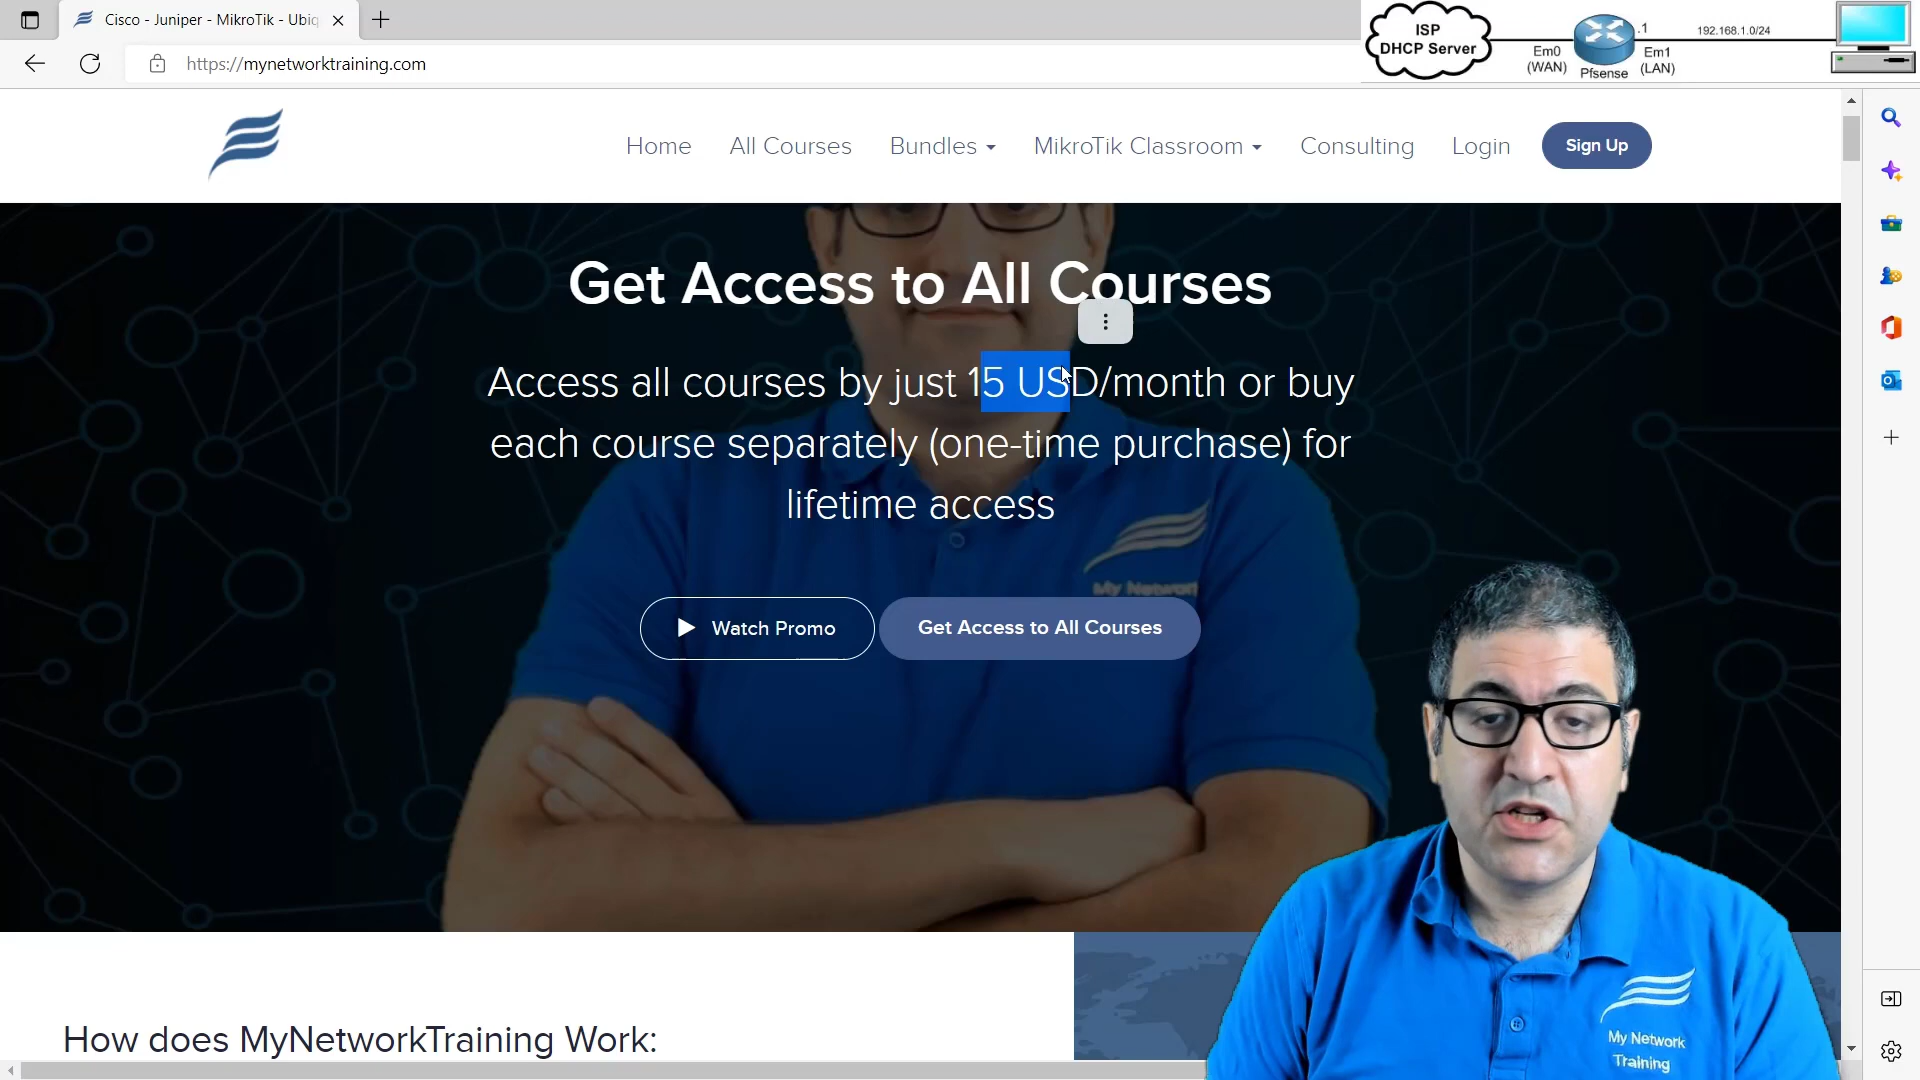 Cisco - Juniper - MikroTik - Ubiq
https://mynetworktraining.com
ISP
DHCP Server
Em0
(WAN)
Pfsense
.1
Em1
(LAN)
192.168.1.0/24
Home
All Courses
Bundles
MikroTik Classroom
Consulting
Login
Sign Up
Get Access to All Courses
Access all courses by just 15 USD/month or buy
each course separately (one-time purchase) for
lifetime access
My Network
Watch Promo
Get Access to All Courses
How does MyNetworkTraining Work:
My Network
Training